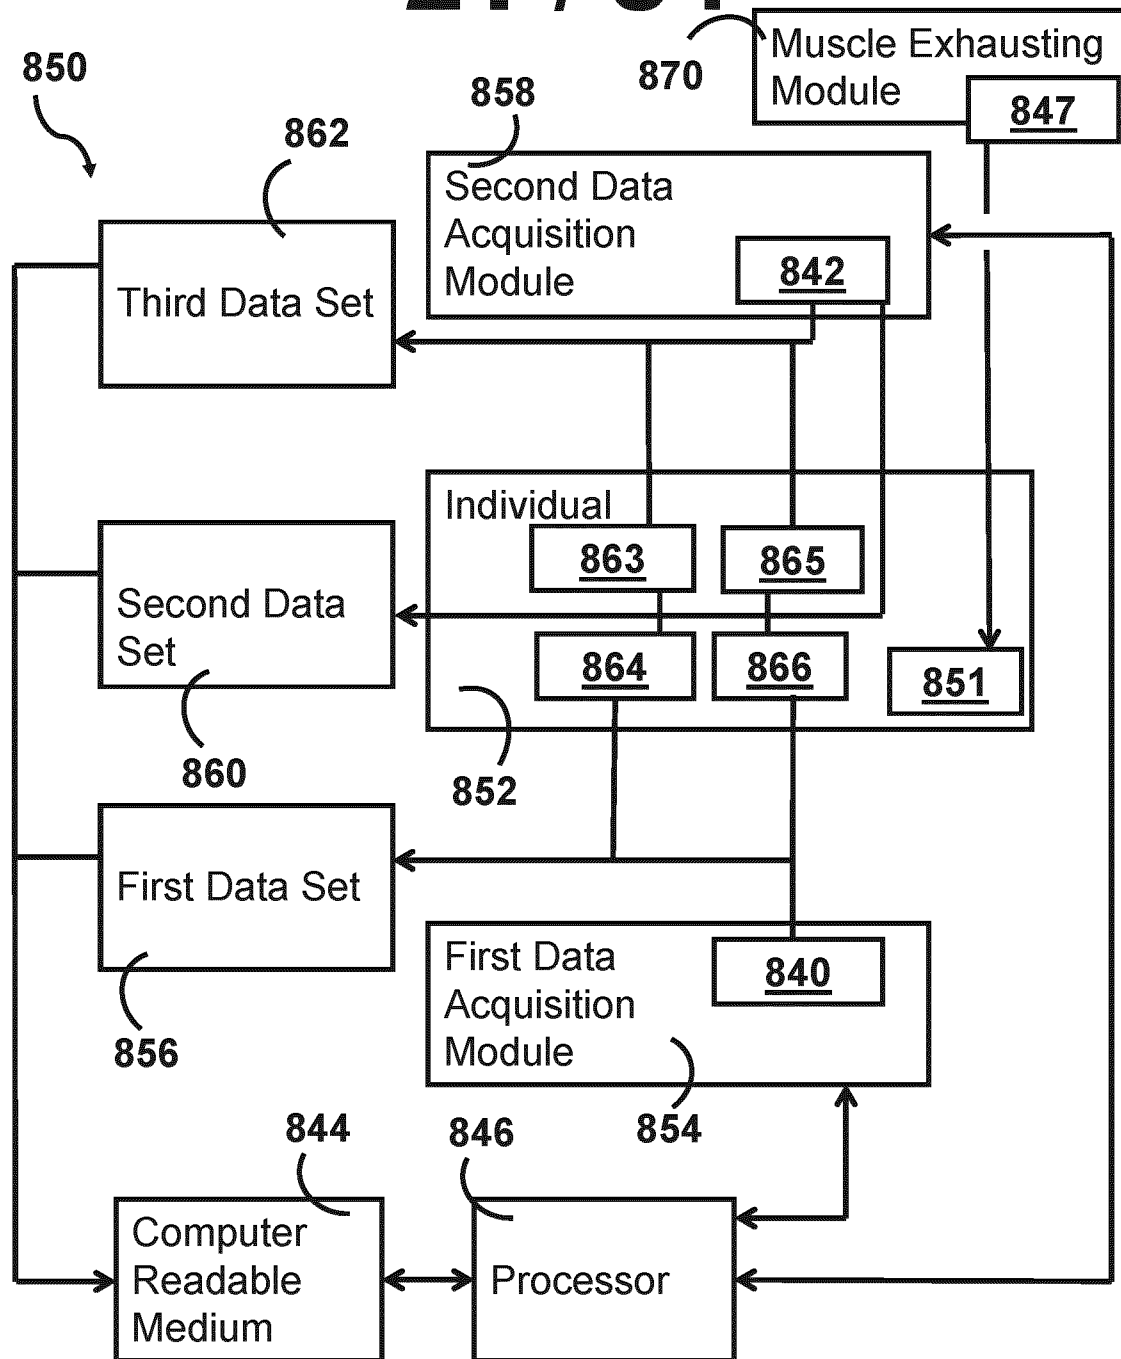 850
870
Muscle Exhausting
Module
847
858
862
Second Data
Acquisition
Module
842
Third Data Set
Individual
863
865
Second Data
Set
864
866
851
860
852
First Data Set
First Data
Acquisition
Module
840
856
854
844
846
Computer
Readable
Medium
Processor